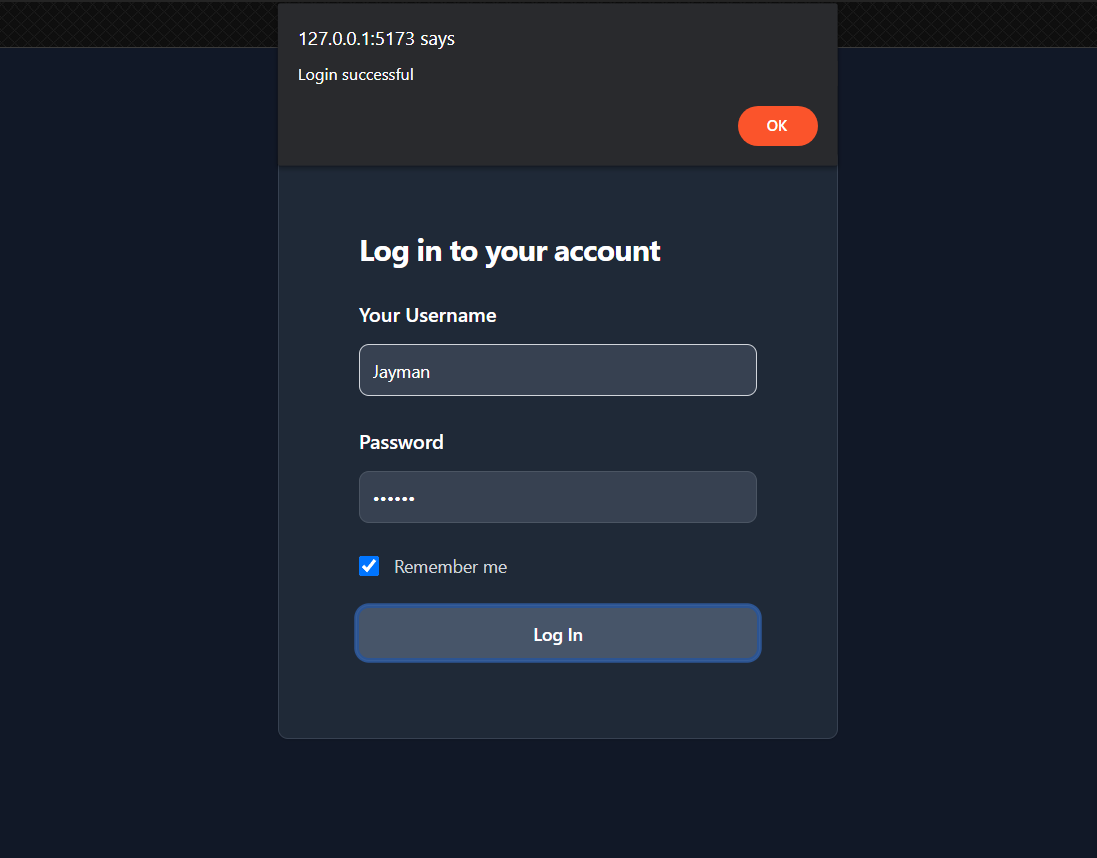 127.0.0.1:5173 says
Login successful
OK
Log in to your account
Your Username
Jayman
Password
••••••
Remember me
Log In